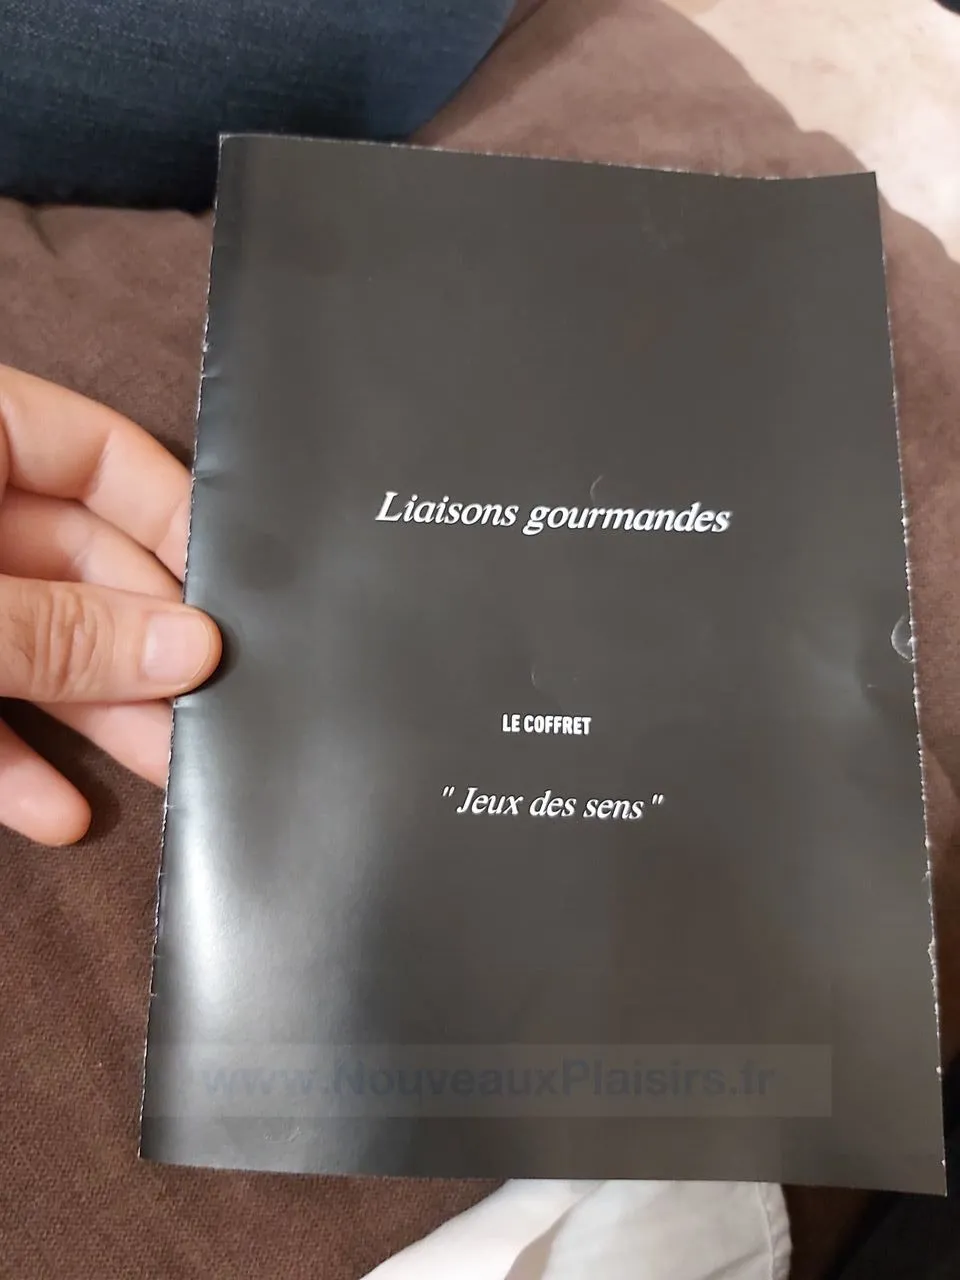 Liaisons gourmandes
LE COFFRET
" Jeux des sens "
www.NouveauxPlaisirs.fr